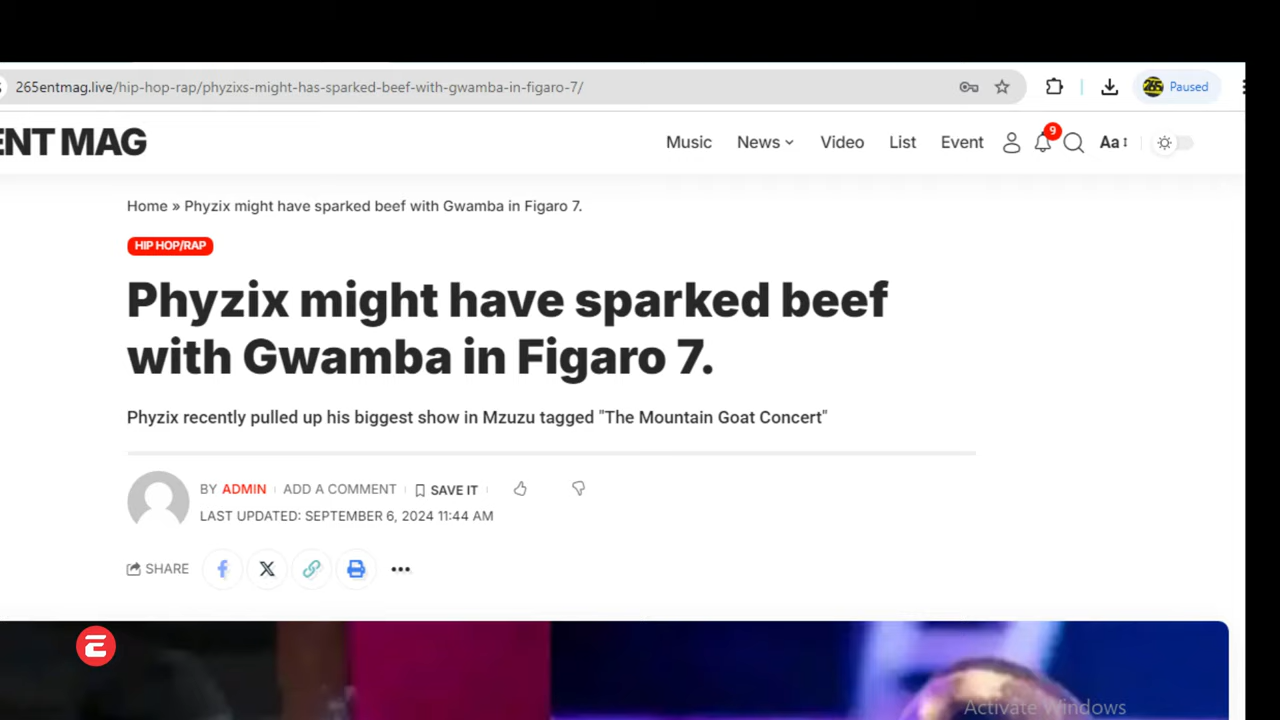 265entmag.live/hip-hop-rap/phyzixs-might-has-sparked-beef-with-gwamba-in-figaro-7/
265
Paused
ENT MAG
Music
News
Video
List
Event
9
Aa
Home » Phyzix might have sparked beef with Gwamba in Figaro 7.
HIP HOP/RAP
Phyzix might have sparked beef
with Gwamba in Figaro 7.
Phyzix recently pulled up his biggest show in Mzuzu tagged "The Mountain Goat Concert"
BY ADMIN
ADD A COMMENT
SAVE IT
LAST UPDATED: SEPTEMBER 6, 2024 11:44 AM
SHARE
Activate Windows